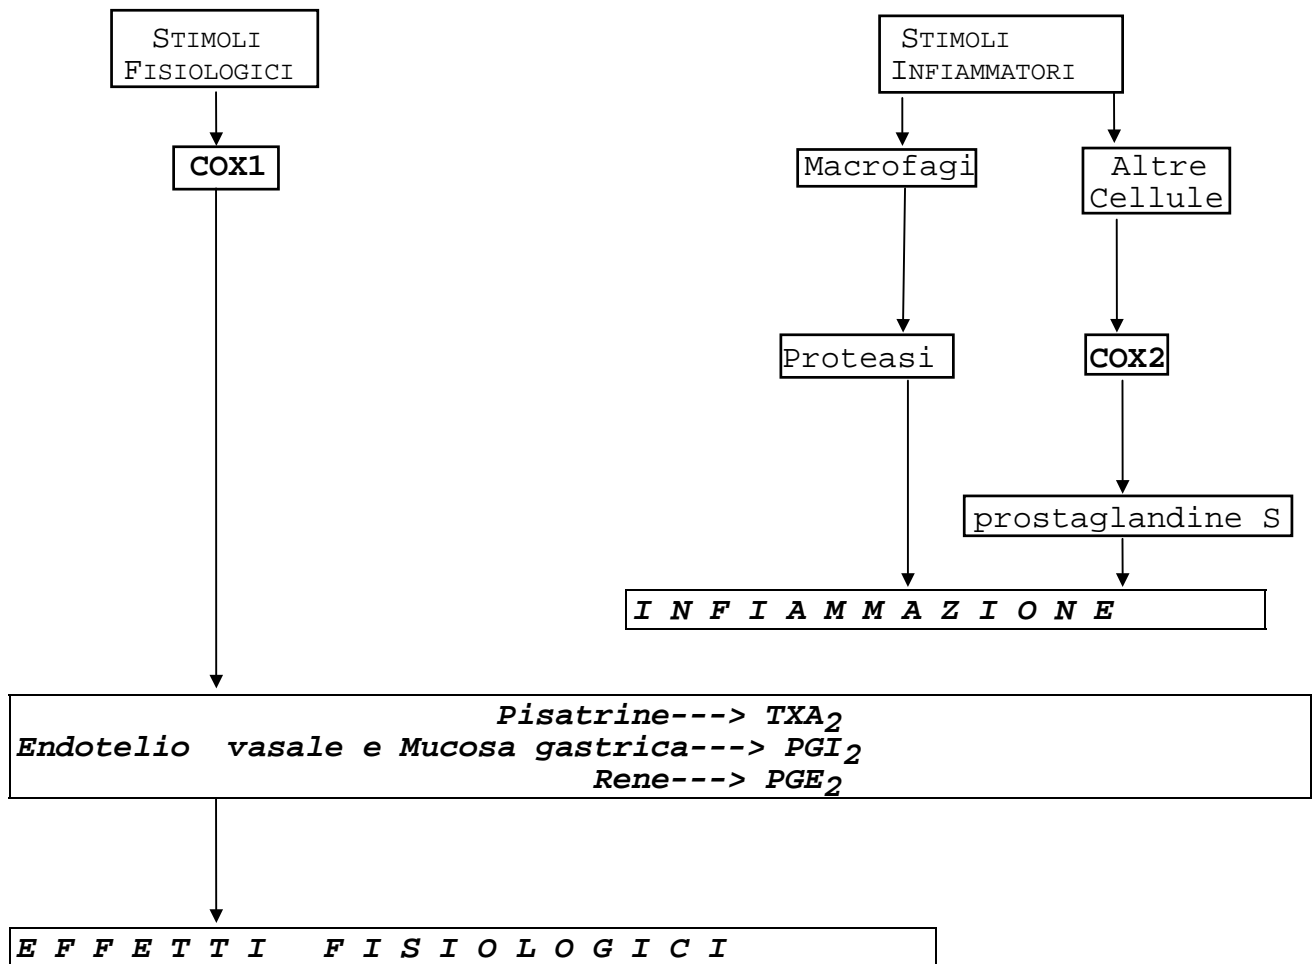 STIMOLI
FISIOLOGICI
STIMOLI
INFIAMMATORI
COX1
Macrofagi
Altre
Cellule
Proteasi
COX2
prostaglandine S
I N F I A M M A Z I O N E
Pisatrine---> TXA2
Endotelio vasale e Mucosa gastrica---> PGI2
Rene---> PGE2
E F F E T T I F I S I O L O G I C I